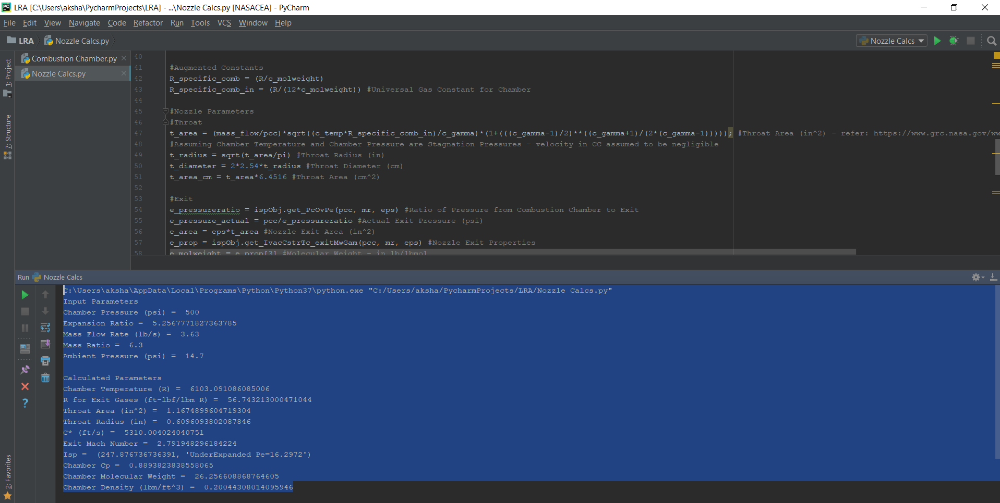 LRA [C:\Users\aksha\PycharmProjects\LRA] - ...\Nozzle Calcs.py [NASACEA] - PyCharm
File Edit View Navigate Code Refactor Run Tools VCS Window Help
LRA Nozzle Calcs.py Nozzle Calcs
1: Project
7: Structure
2: Favorites
Combustion Chamber.py
Nozzle Calcs.py
40
41 #Augmented Constants
42 R_specific_comb = (R/c_molweight)
43 R_specific_comb_in = (R/(12*c_molweight)) #Universal Gas Constant for Chamber
44
45 #Nozzle Parameters
46 #Throat
47 t_area = (mass_flow/pcc)*sqrt((c_temp*R_specific_comb_in)/c_gamma)*(1+(((c_gamma-1)/2)**((c_gamma+1)/(2*(c_gamma-1))))); #Throat Area (in^2) - refer: https://www.grc.nasa.gov/ww
48 #Assuming Chamber Temperature and Chamber Pressure are Stagnation Pressures - velocity in CC assumed to be negligible
49 t_radius = sqrt(t_area/pi) #Throat Radius (in)
50 t_diameter = 2*2.54*t_radius #Throat Diameter (cm)
51 t_area_cm = t_area*6.4516 #Throat Area (cm^2)
52
53 #Exit
54 e_pressureratio = ispObj.get_PcOvPe(pcc, mr, eps) #Ratio of Pressure from Combustion Chamber to Exit
55 e_pressure_actual = pcc/e_pressureratio #Actual Exit Pressure (psi)
56 e_area = eps*t_area #Nozzle Exit Area (in^2)
57 e_prop = ispObj.get_IvacCstrTc_exitMwGam(pcc, mr, eps) #Nozzle Exit Properties
58 e_molweight = e_prop[3] #Molecular Weight - in lb/lbmol
Run Nozzle Calcs
C:\Users\aksha\AppData\Local\Programs\Python\Python37\python.exe "C:/Users/aksha/PycharmProjects/LRA/Nozzle Calcs.py"
Input Parameters
Chamber Pressure (psi) =  500
Expansion Ratio =  5.2567771827363785
Mass Flow Rate (lb/s) =  3.63
Mass Ratio =  6.3
Ambient Pressure (psi) =  14.7
Calculated Parameters
Chamber Temperature (R) =  6103.091086085006
R for Exit Gases (ft-lbf/lbm R) =  56.743213000471044
Throat Area (in^2) =  1.1674899604719304
Throat Radius (in) =  0.6096093802087846
C* (ft/s) =  5310.004024040751
Exit Mach Number =  2.791948296184224
Isp =  (247.876736736391, 'UnderExpanded Pe=16.2972')
Chamber Cp =  0.8893823838558065
Chamber Molecular Weight =  26.256608868764605
Chamber Density (lbm/ft^3) =  0.20044308014095946